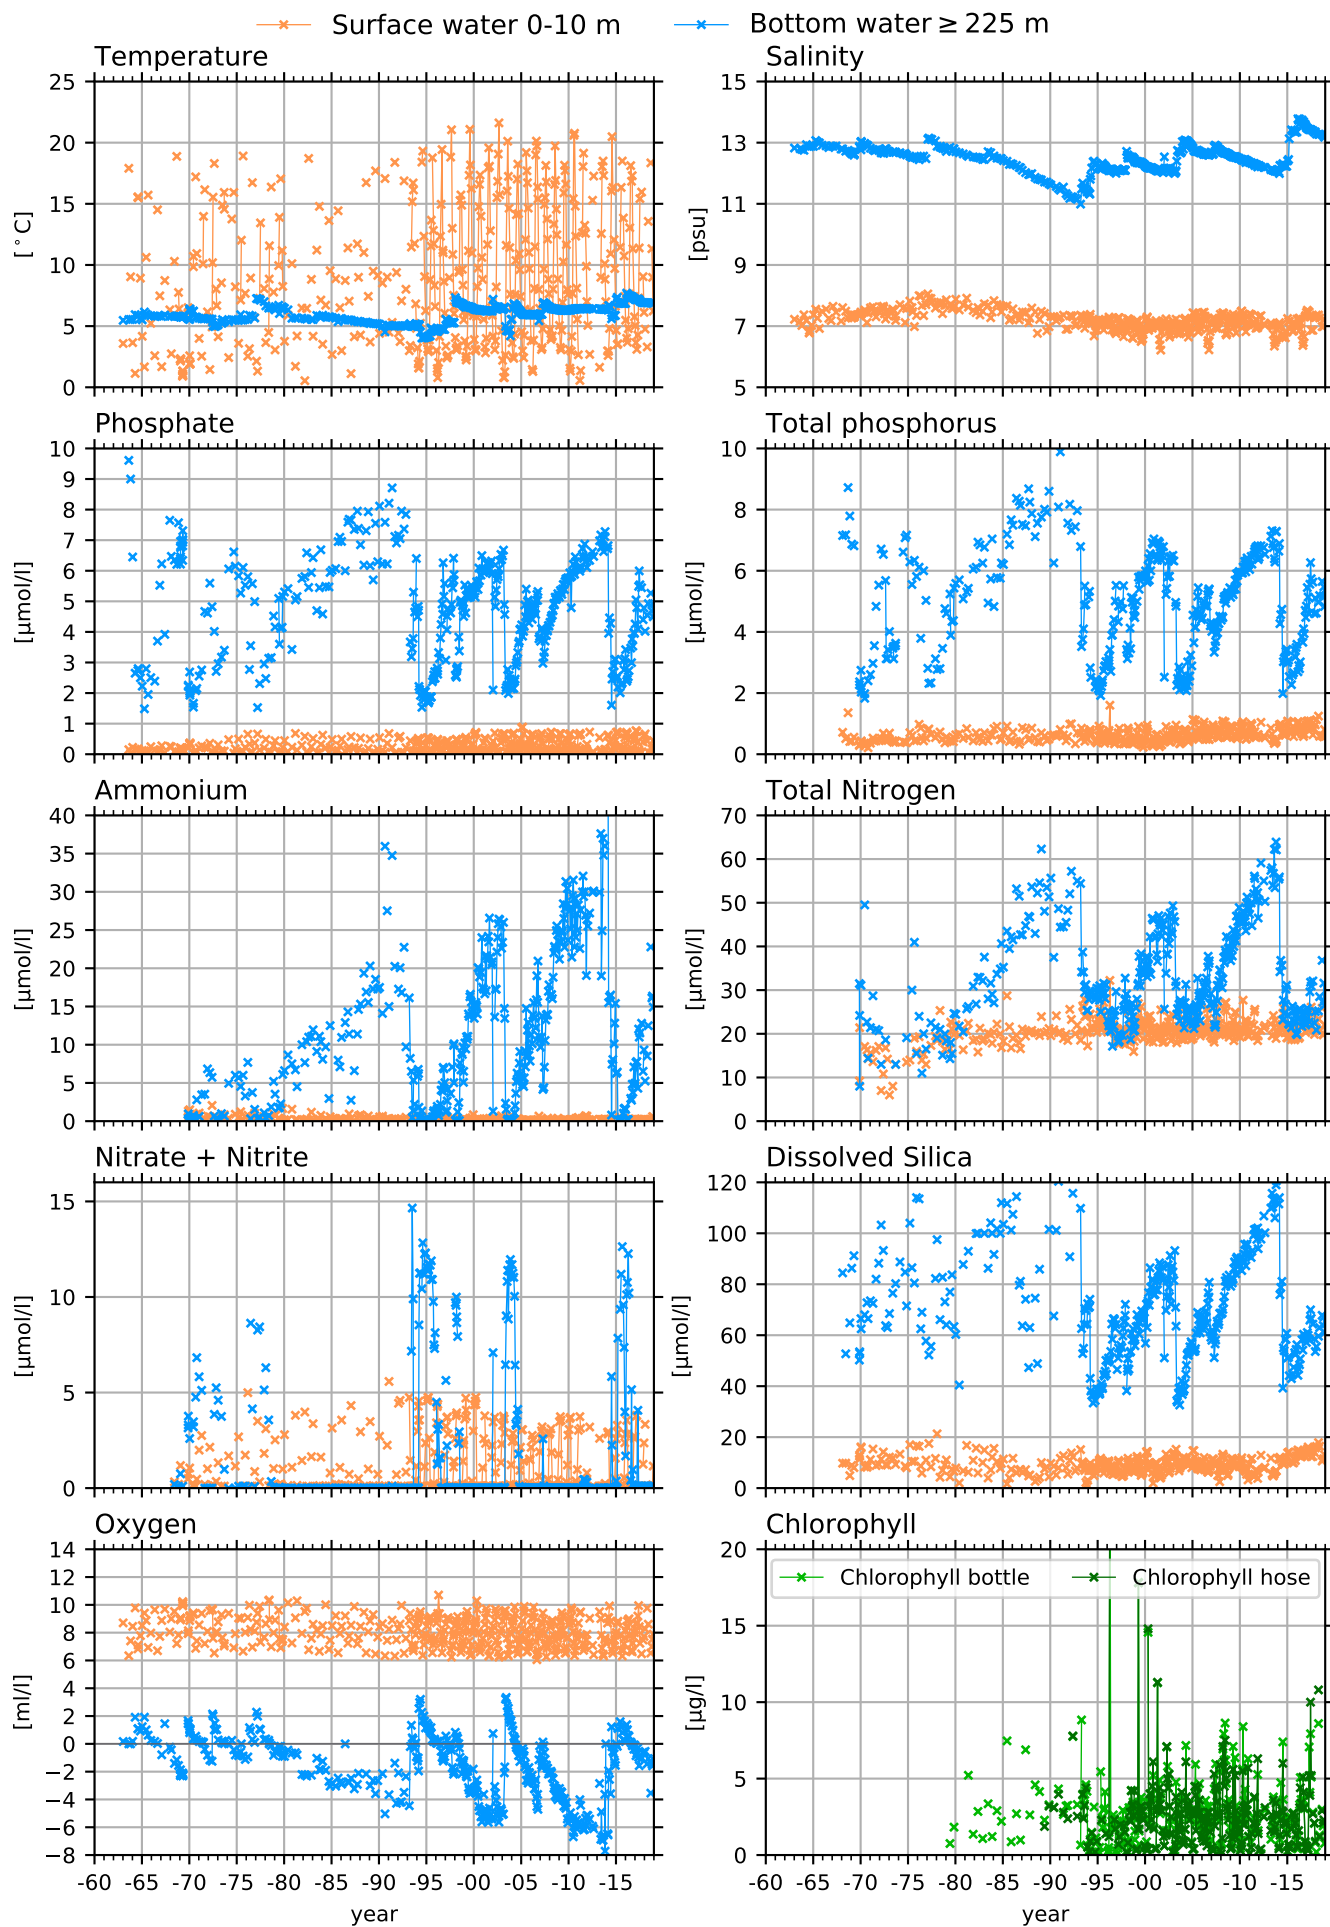 Surface water 0-10 m Bottom water ≥ 225 m
Temperature Salinity
25 20 15 10 5 0
[°C]
15 13 11 9 7 5
[psu]
Phosphate Total phosphorus
10 9 8 7 6 5 4 3 2 1 0
[µmol/l]
10 8 6 4 2 0
[µmol/l]
Ammonium Total Nitrogen
40 35 30 25 20 15 10 5 0
[µmol/l]
70 60 50 40 30 20 10 0
[µmol/l]
Nitrate + Nitrite Dissolved Silica
15 10 5 0
[µmol/l]
120 100 80 60 40 20 0
[µmol/l]
Oxygen Chlorophyll
14 12 10 8 6 4 2 0 −2 −4 −6 −8
[ml/l]
20 15 10 5 0
[µg/l]
Chlorophyll bottle Chlorophyll hose
-60 -65 -70 -75 -80 -85 -90 -95 -00 -05 -10 -15 -60 -65 -70 -75 -80 -85 -90 -95 -00 -05 -10 -15
year year